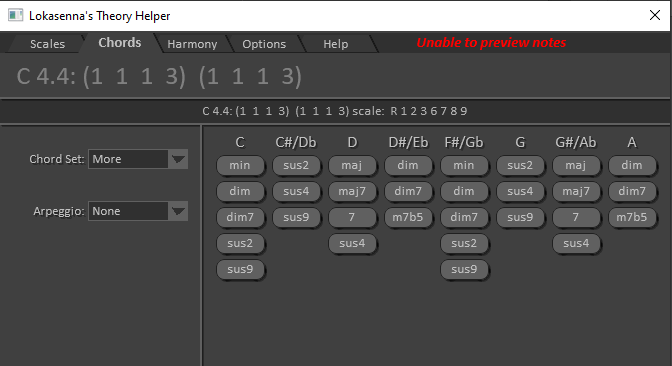 Lokasenna's Theory Helper
Scales Chords Harmony Options Help Unable to preview notes
C 4.4: (1 1 1 3) (1 1 1 3)
C 4.4: (1 1 1 3) (1 1 1 3) scale: R 1 2 3 6 7 8 9
Chord Set: More
Arpeggio: None
C C#/Db D D#/Eb F#/Gb G G#/Ab A
min sus2 maj dim min sus2 maj dim
dim sus4 maj7 dim7 dim sus4 maj7 dim7
dim7 sus9 7 m7b5 dim7 sus9 7 m7b5
sus2 sus4 sus2 sus4
sus9 sus9